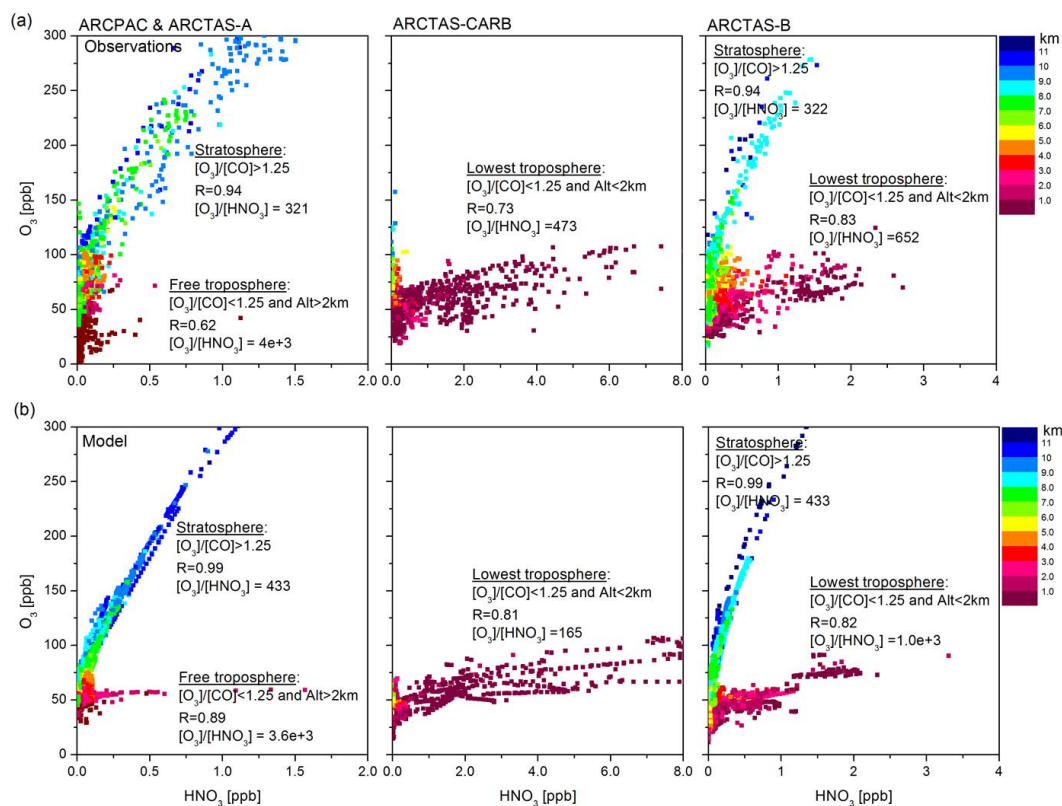 (a)
ARCPAC & ARCTAS-A
ARCTAS-CARB
ARCTAS-B
km
300
250
200
150
100
50
0
O₃ [ppb]
Observations
Stratosphere:
[O₃]/[CO]>1.25
R=0.94
[O₃]/[HNO₃] = 321
Free troposphere:
[O₃]/[CO]<1.25 and Alt>2km
R=0.62
[O₃]/[HNO₃] = 4e+3
0.0 0.5 1.0 1.5 2.0
Lowest troposphere:
[O₃]/[CO]<1.25 and Alt<2km
R=0.73
[O₃]/[HNO₃] =473
0.0 2.0 4.0 6.0 8.0
Stratosphere:
[O₃]/[CO]>1.25
R=0.94
[O₃]/[HNO₃] = 322
Lowest troposphere:
[O₃]/[CO]<1.25 and Alt<2km
R=0.83
[O₃]/[HNO₃] =652
0 1 2 3 4
11
10
9.0
8.0
7.0
6.0
5.0
4.0
3.0
2.0
1.0
(b)
km
300
250
200
150
100
50
0
O₃ [ppb]
Model
Stratosphere:
[O₃]/[CO]>1.25
R=0.99
[O₃]/[HNO₃] = 433
Free troposphere:
[O₃]/[CO]<1.25 and Alt>2km
R=0.89
[O₃]/[HNO₃] = 3.6e+3
0.0 0.5 1.0 1.5 2
HNO₃ [ppb]
Lowest troposphere:
[O₃]/[CO]<1.25 and Alt<2km
R=0.81
[O₃]/[HNO₃] =165
0.0 2.0 4.0 6.0 8.0
HNO₃ [ppb]
Stratosphere:
[O₃]/[CO]>1.25
R=0.99
[O₃]/[HNO₃] = 433
Lowest troposphere:
[O₃]/[CO]<1.25 and Alt<2km
R=0.82
[O₃]/[HNO₃] =1.0e+3
0 1 2 3 4
HNO₃ [ppb]
11
10
9.0
8.0
7.0
6.0
5.0
4.0
3.0
2.0
1.0